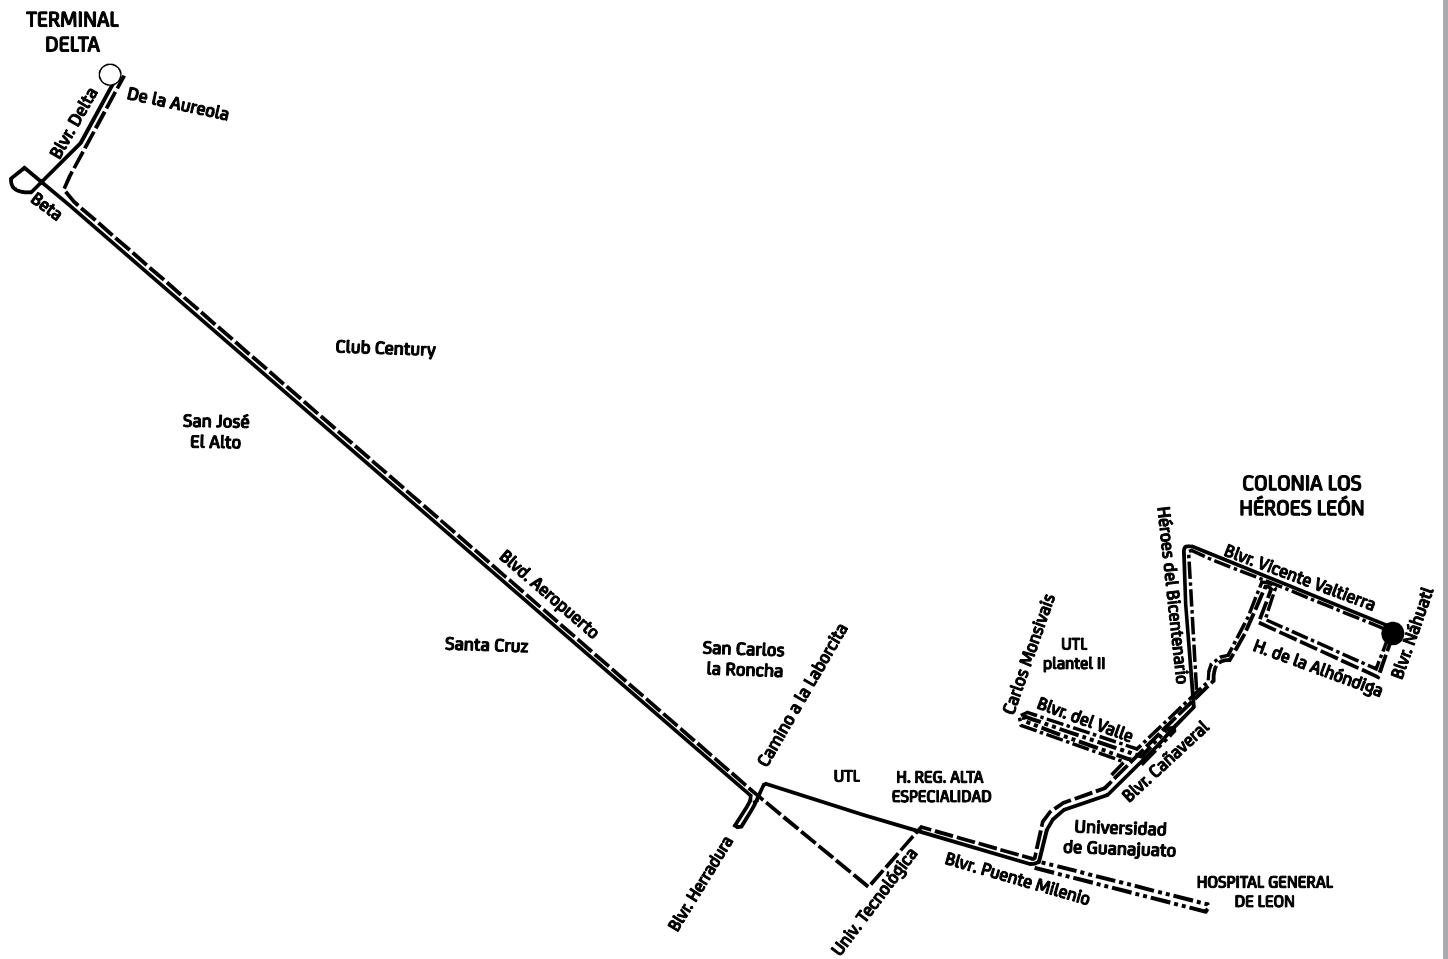 TERMINAL
DELTA
De la Aureola
Blvr. Delta
Beta
Club Century
San José
El Alto
Blvd. Aeropuerto
Santa Cruz
San Carlos
la Roncha
Camino a la Laborcita
Blvr. Herradura
UTL
H. REG. ALTA
ESPECIALIDAD
Univ. Tecnológica
Blvr. Puente Milenio
Carlos Monsivais
UTL
plantel II
Blvr. del Valle
Héroes del Bicentenario
COLONIA LOS
HÉROES LEÓN
Blvr. Vicente Valtierra
Blvr. Náhuatl
H. de la Alhóndiga
Blvr. Cañaveral
Universidad
de Guanajuato
HOSPITAL GENERAL
DE LEON